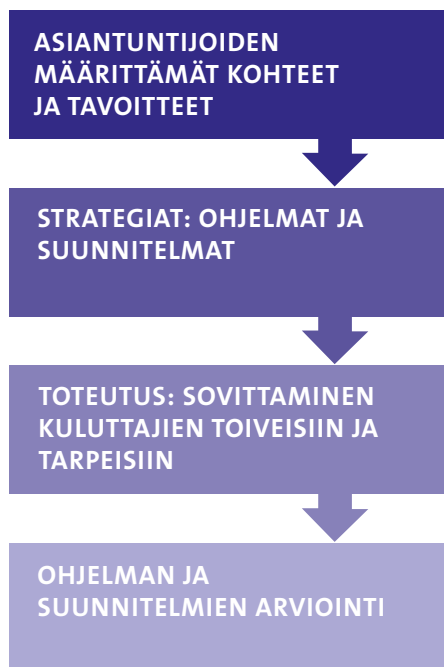 ASIANTUNTIJOIDEN
MÄÄRITTÄMÄT KOHTEET
JA TAVOITTEET
STRATEGIAT: OHJELMAT JA
SUUNNITELMAT
TOTEUTUS: SOVITTAMINEN
KULUTTAJIEN TOIVEISIIN JA
TARPEISIIN
OHJELMAN JA
SUUNNITELMIEN ARVIOINTI